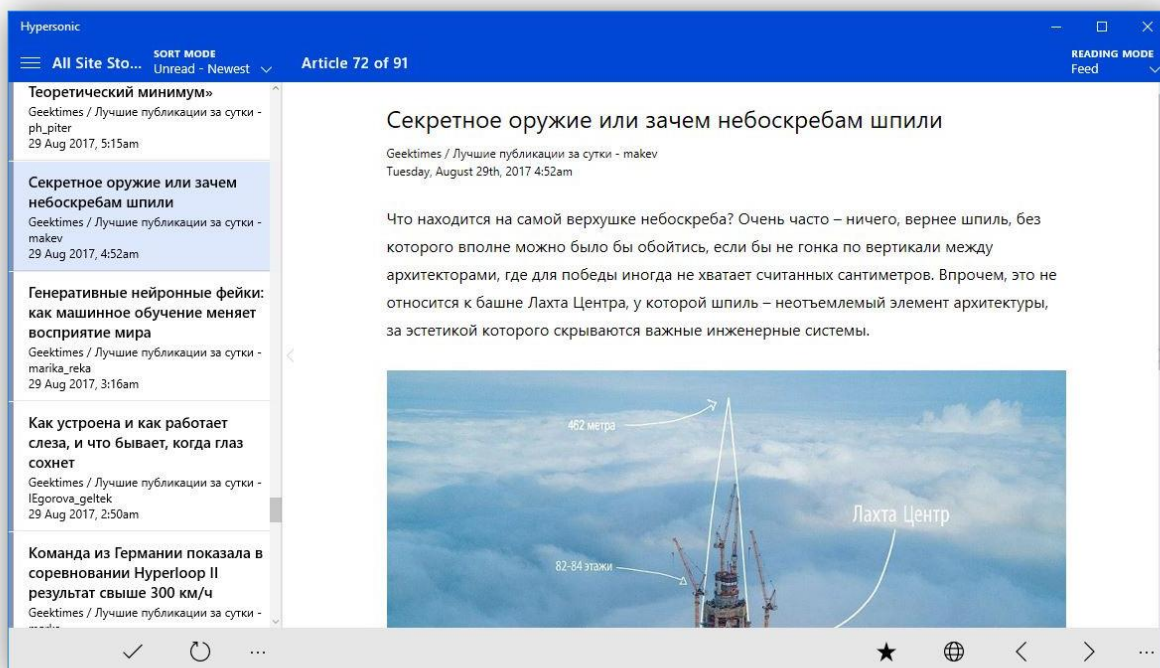 Hypersonic
All Site Sto...
SORT MODE
Unread - Newest
Article 72 of 91
READING MODE
Feed
Теоретический минимум»
Geektimes / Лучшие публикации за сутки -
ph_piter
29 Aug 2017, 5:15am
Секретное оружие или зачем
небоскребам шпили
Geektimes / Лучшие публикации за сутки -
makev
29 Aug 2017, 4:52am
Генеративные нейронные фейки:
как машинное обучение меняет
восприятие мира
Geektimes / Лучшие публикации за сутки -
marika_reka
29 Aug 2017, 3:16am
Как устроена и как работает
слеза, и что бывает, когда глаз
сохнет
Geektimes / Лучшие публикации за сутки -
IEgorova_geltek
29 Aug 2017, 2:50am
Команда из Германии показала в
соревновании Hyperloop II
результат свыше 300 км/ч
Geektimes / Лучшие публикации за сутки -
Секретное оружие или зачем небоскребам шпили
Geektimes / Лучшие публикации за сутки - makev
Tuesday, August 29th, 2017 4:52am
Что находится на самой верхушке небоскреба? Очень часто – ничего, вернее шпиль, без
которого вполне можно было бы обойтись, если бы не гонка по вертикали между
архитекторами, где для победы иногда не хватает считанных сантиметров. Впрочем, это не
относится к башне Лахта Центра, у которой шпиль – неотъемлемый элемент архитектуры,
за эстетикой которого скрываются важные инженерные системы.
462 метра
Лахта Центр
82-84 этажи